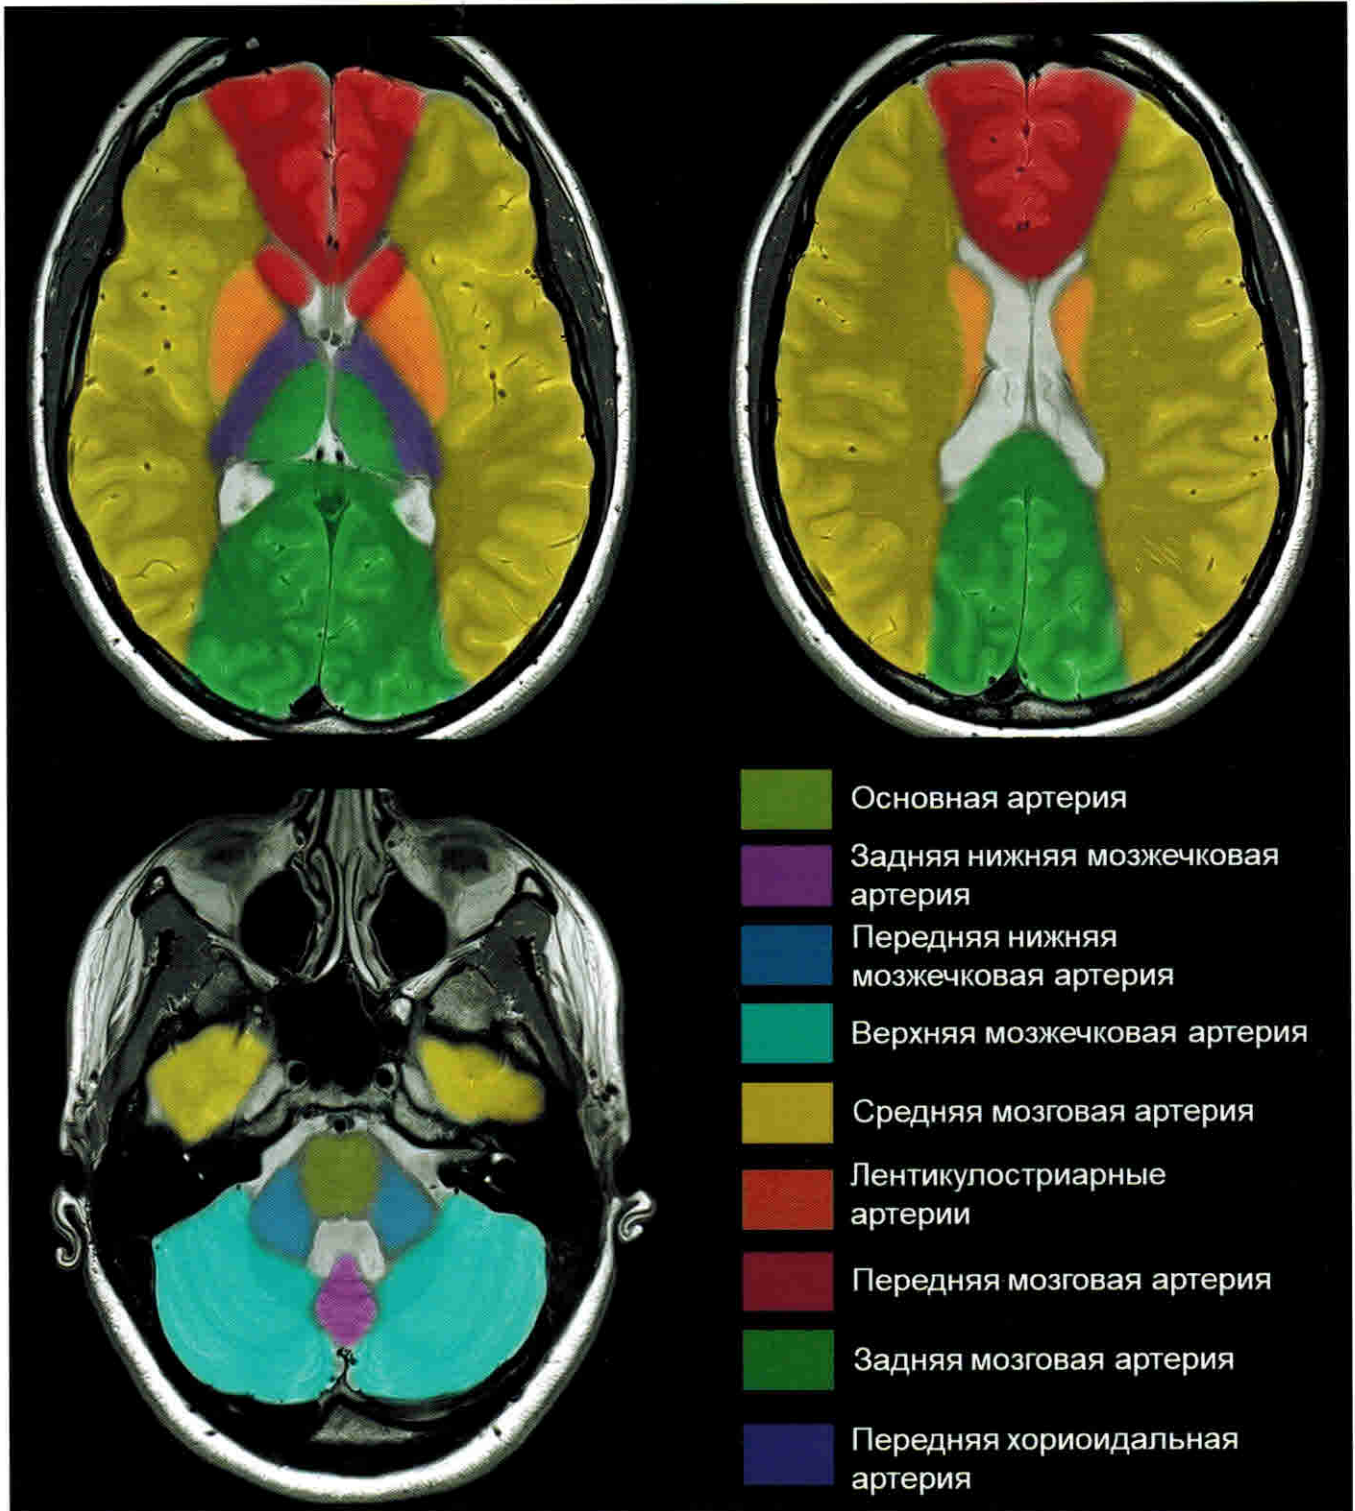 Основная артерия
Задняя нижняя мозжечковая
артерия
Передняя нижняя
мозжечковая артерия
Верхняя мозжечковая артерия
Средняя мозговая артерия
Лентикулостриарные
артерии
Передняя мозговая артерия
Задняя мозговая артерия
Передняя хориоидальная
артерия